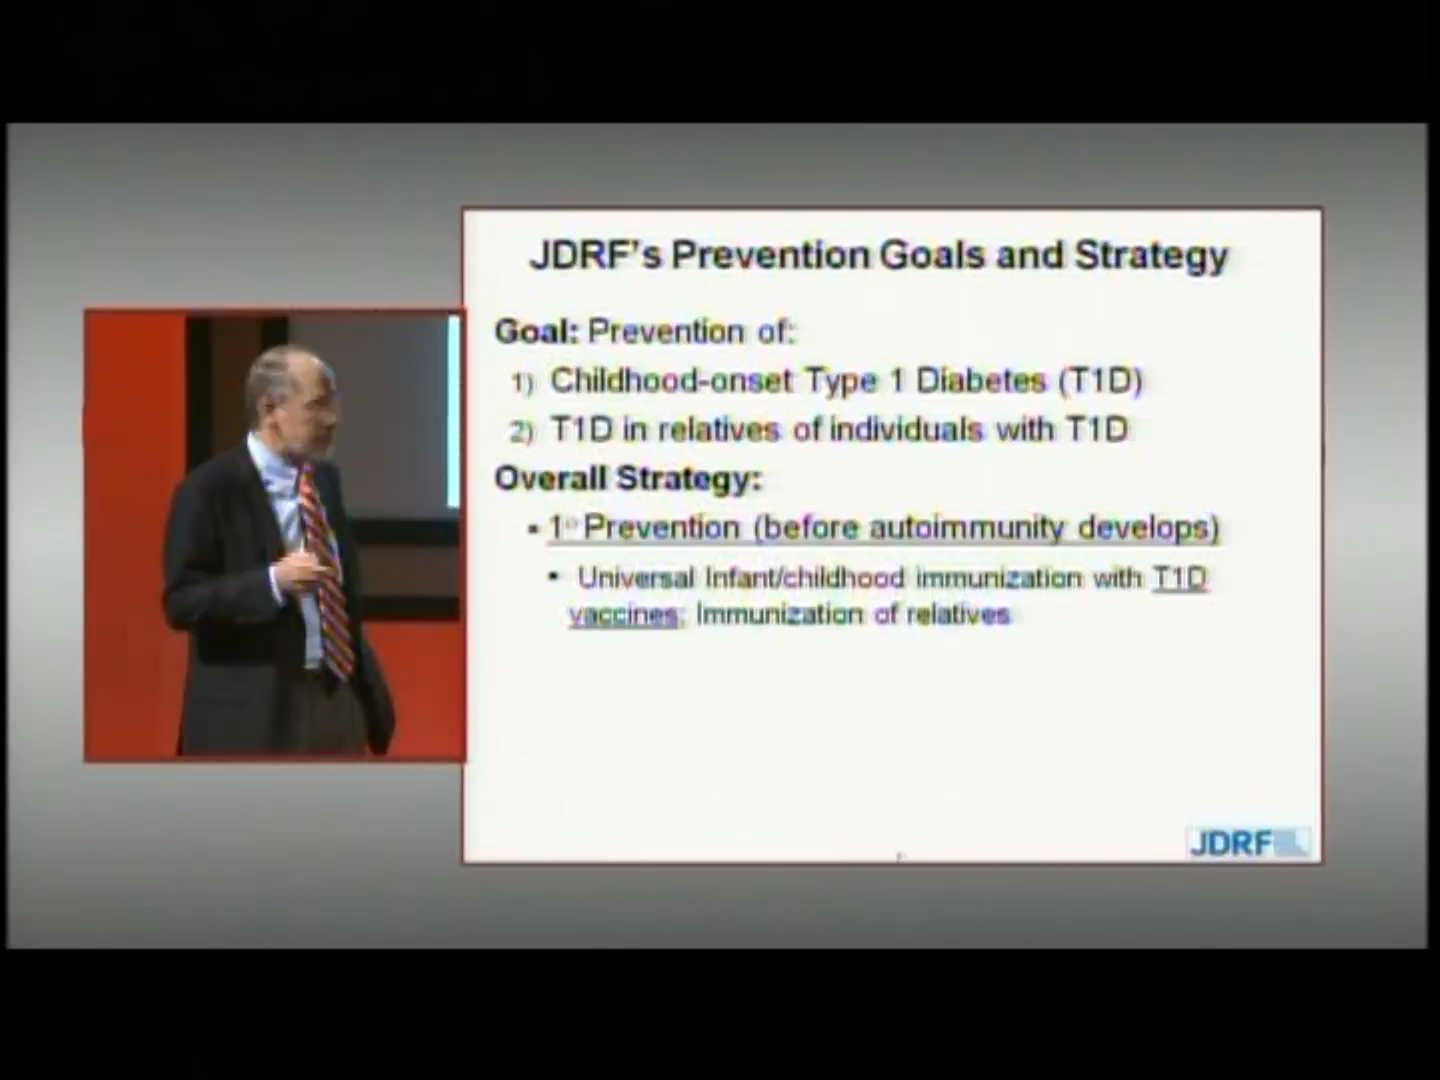 JDRF's Prevention Goals and Strategy
Goal: Prevention of:
1) Childhood-onset Type 1 Diabetes (T1D)
2) T1D in relatives of individuals with T1D
Overall Strategy:
▪ 1° Prevention (before autoimmunity develops)
• Universal Infant/childhood immunization with T1D
vaccines; Immunization of relatives
JDRF